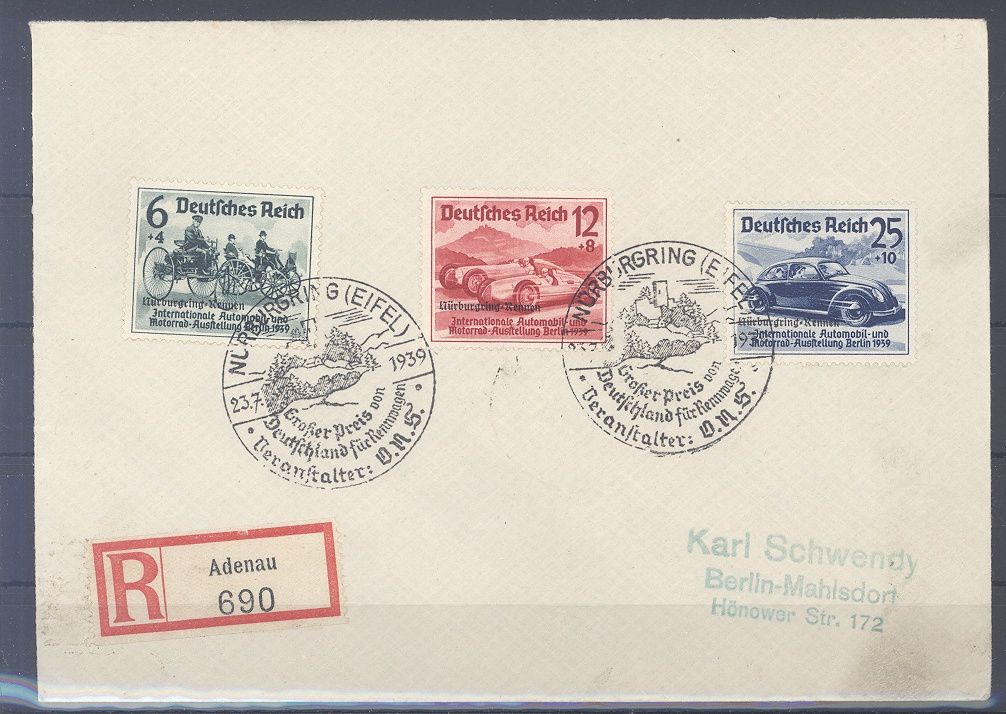 6 Deutsches Reich
+4
Nürburgring-Rennen
Internationale Automobil- und
Motorrad-Ausstellung Berlin 1939
Deutsches Reich 12
+8
Nürburgring-Rennen
Internationale Automobil- und
Motorrad-Ausstellung Berlin 1939
Deutsches Reich 25
+10
Nürburgring-Rennen
Internationale Automobil- und
Motorrad-Ausstellung Berlin 1939
NÜRBURGRING (EIFEL)
23.7. 1939
Großer Preis von
Deutschland für Rennwagen
Veranstalter: O.N.S.
NÜRBURGRING (EIFEL)
23.7. 1939
Großer Preis von
Deutschland für Rennwagen
Veranstalter: O.N.S.
R Adenau
690
Karl Schwendy
Berlin-Mahlsdorf
Hönower Str. 172